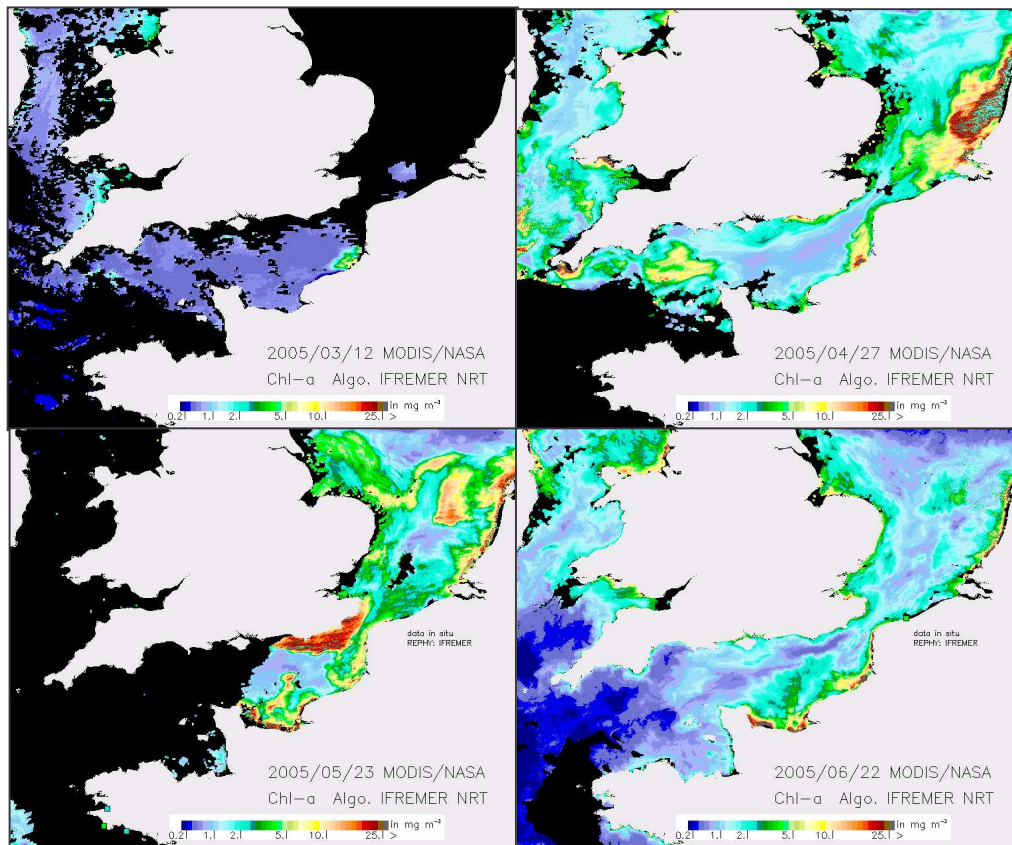 2005/03/12 MODIS/NASA
Chl-a Algo. IFREMER NRT
in mg m⁻³
0.21 1.1 2.1 5.1 10.1 25.1 >
2005/04/27 MODIS/NASA
Chl-a Algo. IFREMER NRT
in mg m⁻³
0.21 1.1 2.1 5.1 10.1 25.1 >
data in situ
REPHY: IFREMER
2005/05/23 MODIS/NASA
Chl-a Algo. IFREMER NRT
in mg m⁻³
0.21 1.1 2.1 5.1 10.1 25.1 >
data in situ
REPHY: IFREMER
2005/06/22 MODIS/NASA
Chl-a Algo. IFREMER NRT
in mg m⁻³
0.21 1.1 2.1 5.1 10.1 25.1 >